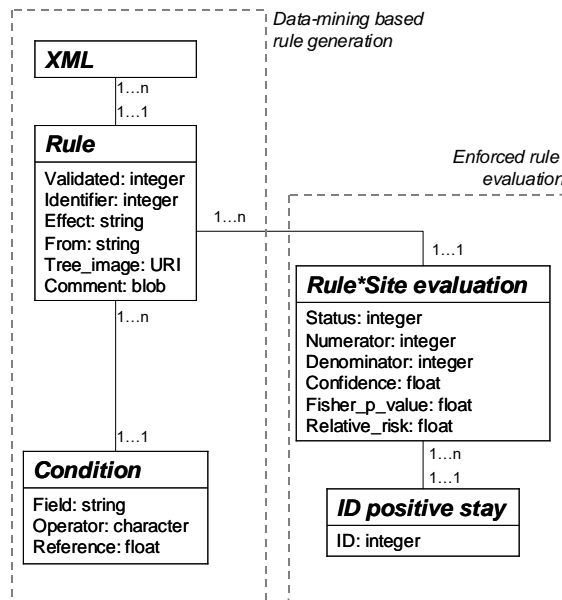 Data-mining based
rule generation
XML
1…n
1…1
Rule
Validated: integer
Identifier: integer
Effect: string
From: string
Tree_image: URI
Comment: blob
1…n
1…n
1…1
Condition
Field: string
Operator: character
Reference: float
Enforced rule
evaluation
1…1
Rule*Site evaluation
Status: integer
Numerator: integer
Denominator: integer
Confidence: float
Fisher_p_value: float
Relative_risk: float
1…n
1…1
ID positive stay
ID: integer